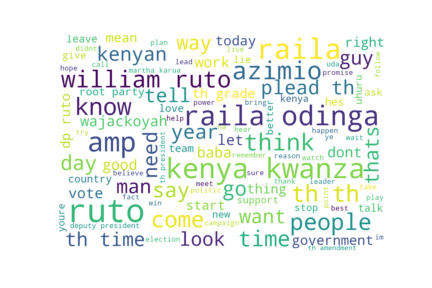 leave mean way today raila guy right
kenyan azimio
give root party work lie
william ruto plead th
th grade hes ask
know tell raila odinga
wajackoyah love year let better
dp ruto amp need team baba dont think thats
day good kenya kwanza
country man say go thing
vote come start new want support stop people talk
youre
ruto th time look time th th government im
deputy president
martha karua
didnt plan live
call lead uda
hope kenya promise
power bring uhuru follow
help hear happen
try th president remember reason ye wait
believe meet politic sure watch leader take
fact thank point play
win campaign best
election th amendment